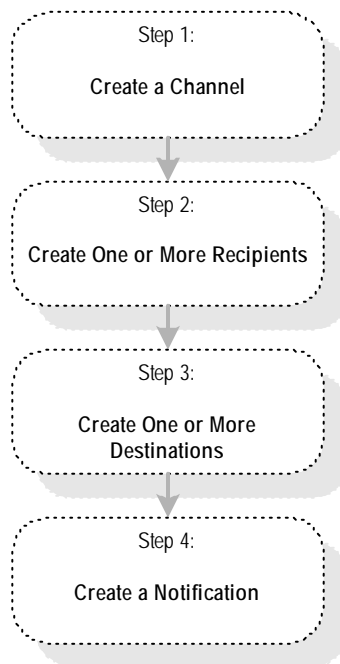 Step 1:
Create a Channel
Step 2:
Create One or More Recipients
Step 3:
Create One or More
Destinations
Step 4:
Create a Notification